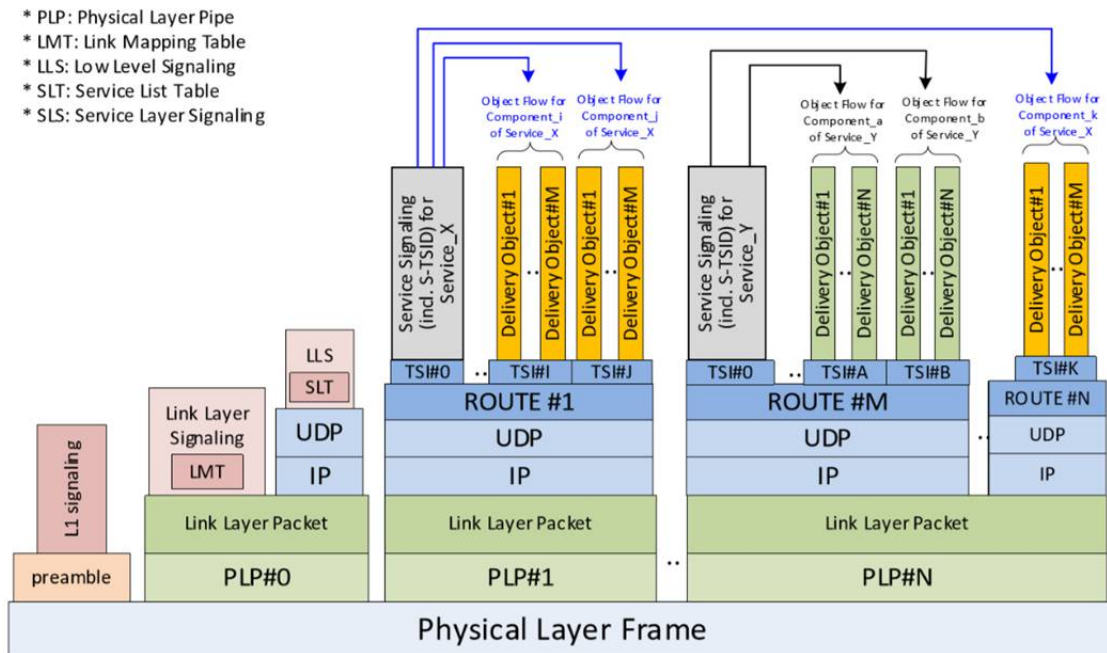 * PLP: Physical Layer Pipe
* LMT: Link Mapping Table
* LLS: Low Level Signaling
* SLT: Service List Table
* SLS: Service Layer Signaling
Object Flow for
Component_i
of Service_X
Object Flow for
Component_j
of Service_X
Object Flow for
Component_a
of Service_Y
Object Flow for
Component_b
of Service_Y
Object Flow for
Component_k
of Service_X
Service Signaling
(incl. S-TSID) for
Service_X
Delivery Object#1
..
Delivery Object#M
Delivery Object#1
..
Delivery Object#M
Service Signaling
(incl. S-TSID) for
Service_Y
Delivery Object#1
..
Delivery Object#N
Delivery Object#1
..
Delivery Object#N
Delivery Object#1
..
Delivery Object#M
LLS
SLT
TSI#0
..
TSI#I
TSI#J
TSI#0
..
TSI#A
TSI#B
TSI#K
Link Layer
Signaling
LMT
UDP
IP
ROUTE #1
UDP
IP
ROUTE #M
UDP
IP
..
ROUTE #N
UDP
IP
L1 signaling
Link Layer Packet
Link Layer Packet
Link Layer Packet
preamble
PLP#0
PLP#1
..
PLP#N
Physical Layer Frame